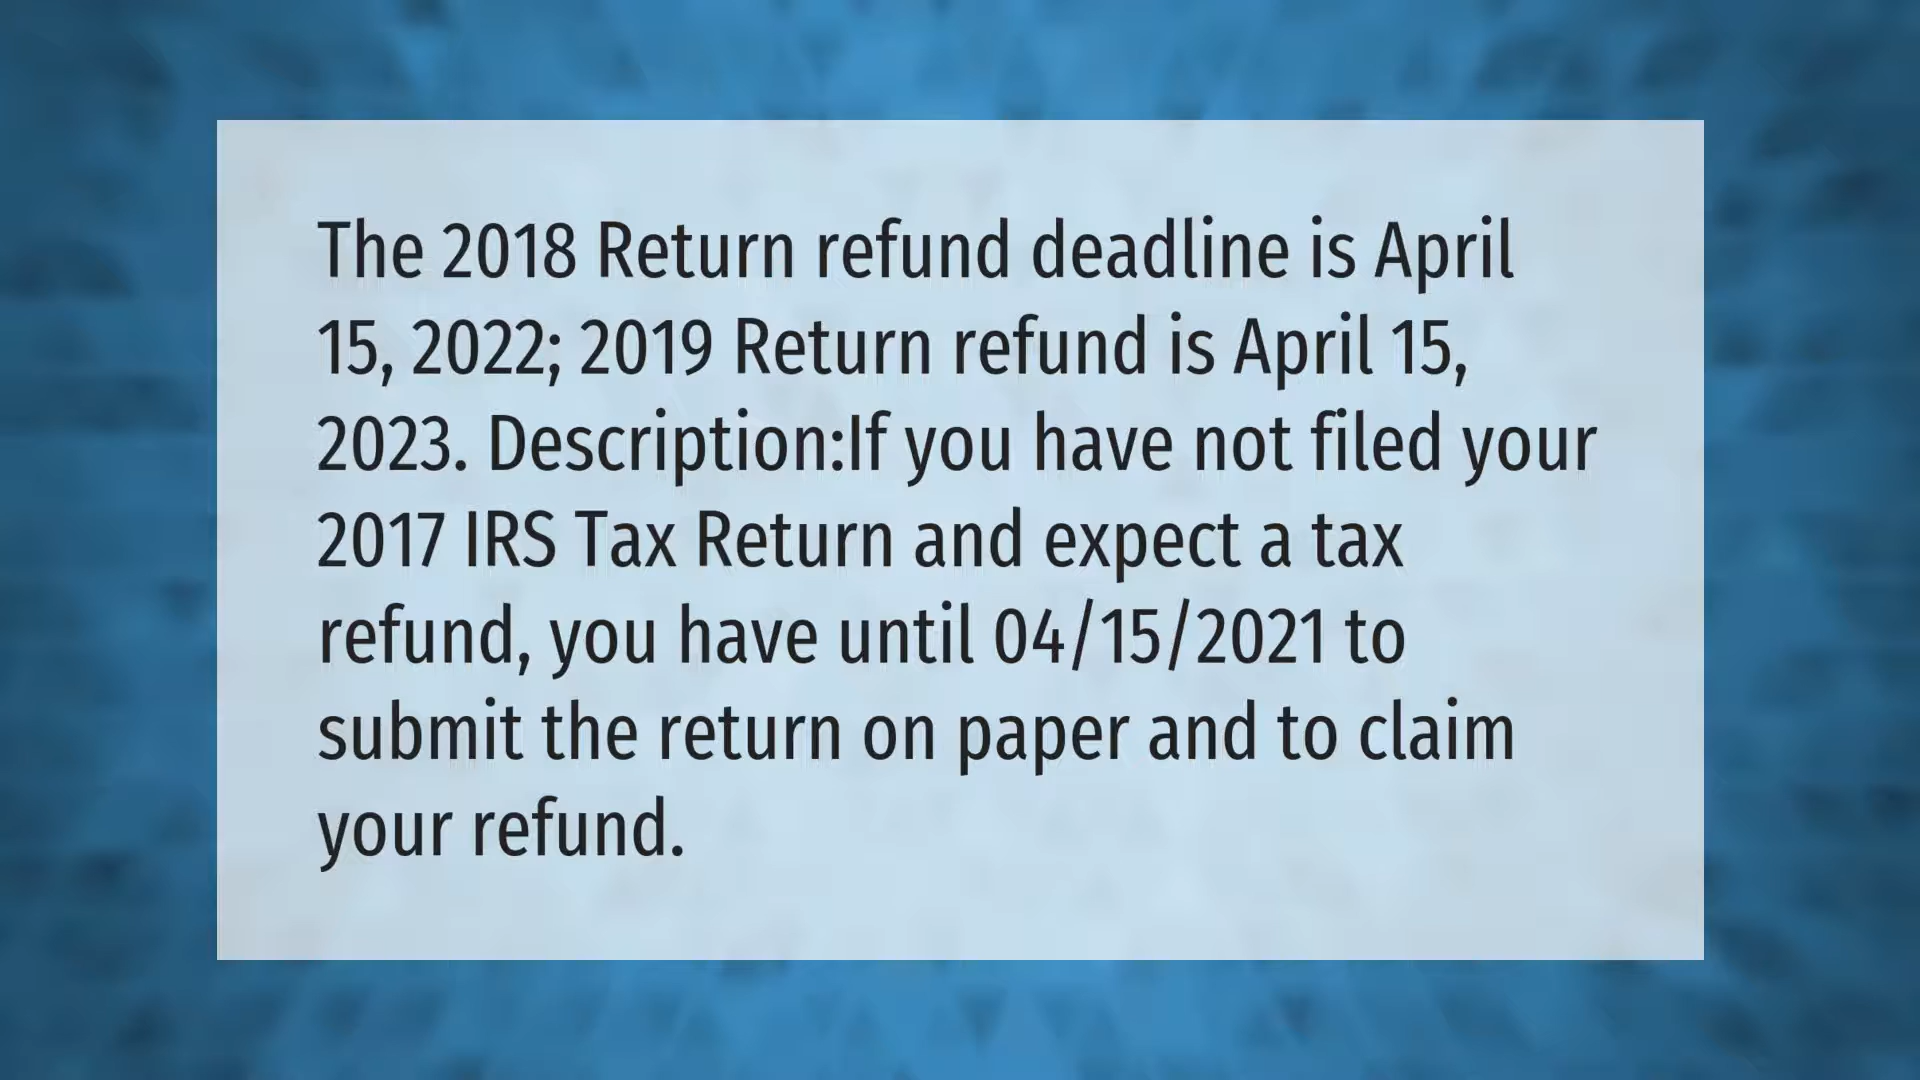 The 2018 Return refund deadline is April
15, 2022; 2019 Return refund is April 15,
2023. Description:If you have not filed your
2017 IRS Tax Return and expect a tax
refund, you have until 04/15/2021 to
submit the return on paper and to claim
your refund.